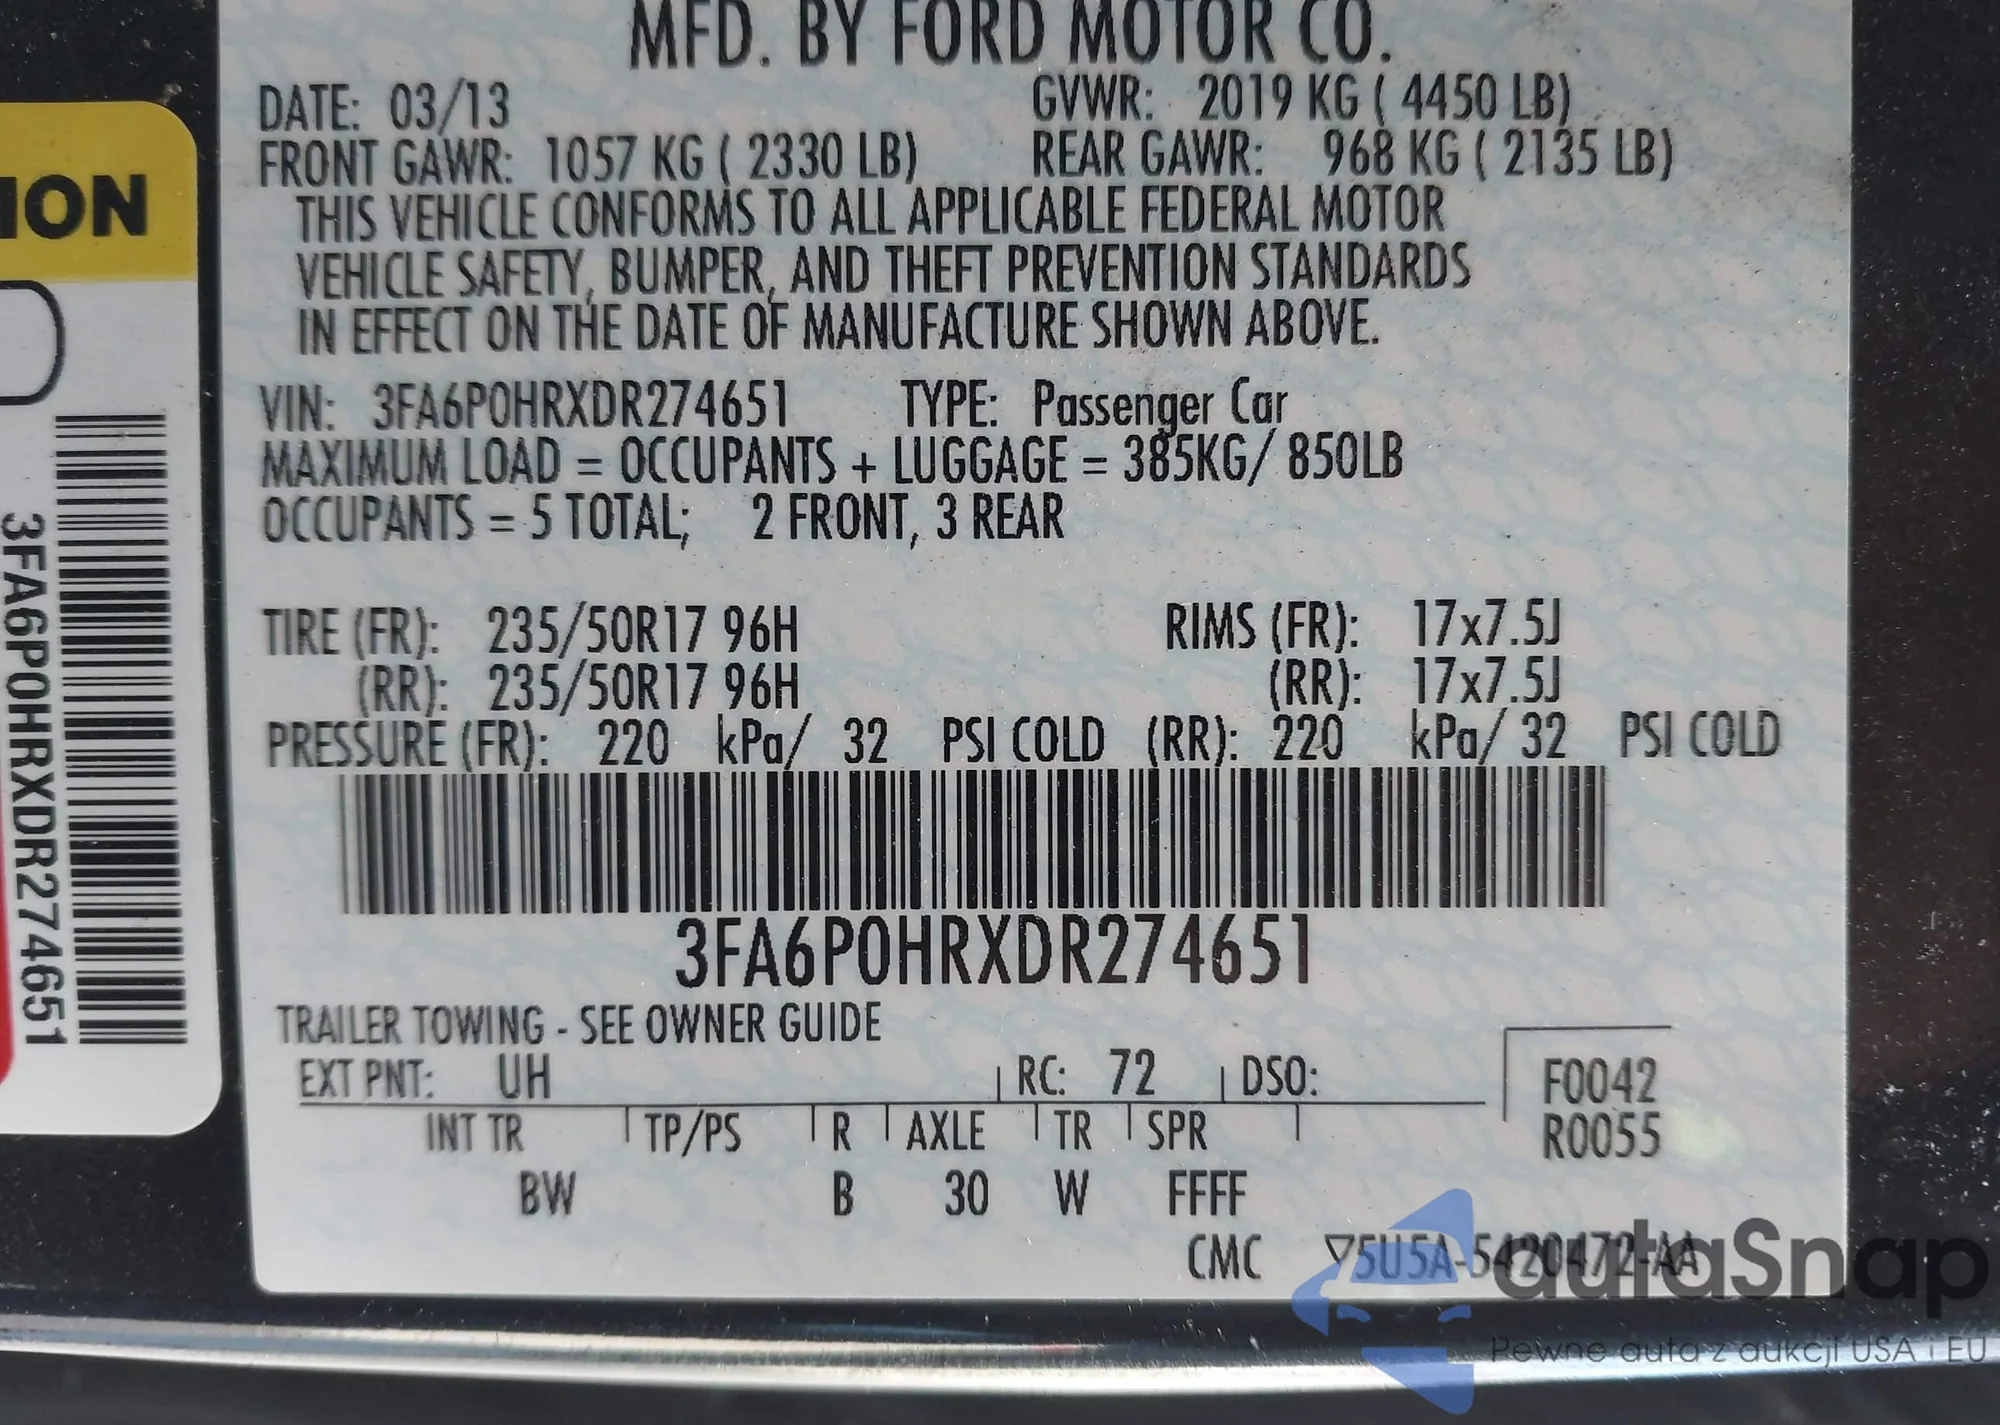 MFD. BY FORD MOTOR CO.
DATE: 03/13 GVWR: 2019 KG ( 4450 LB)
FRONT GAWR: 1057 KG ( 2330 LB) REAR GAWR: 968 KG ( 2135 LB)
THIS VEHICLE CONFORMS TO ALL APPLICABLE FEDERAL MOTOR
VEHICLE SAFETY, BUMPER, AND THEFT PREVENTION STANDARDS
IN EFFECT ON THE DATE OF MANUFACTURE SHOWN ABOVE.
VIN: 3FA6P0HRXDR274651 TYPE: Passenger Car
MAXIMUM LOAD = OCCUPANTS + LUGGAGE = 385KG/ 850LB
OCCUPANTS = 5 TOTAL; 2 FRONT, 3 REAR
TIRE (FR): 235/50R17 96H RIMS (FR): 17x7.5J
(RR): 235/50R17 96H (RR): 17x7.5J
PRESSURE (FR): 220 kPa/ 32 PSI COLD (RR): 220 kPa/ 32 PSI COLD
3FA6P0HRXDR274651
TRAILER TOWING - SEE OWNER GUIDE
EXT PNT: UH RC: 72 DSO: F0042
INT TR TP/PS R AXLE TR SPR R0055
BW B 30 W FFFF
CMC ▽5U5A-5420472-AA
ION
3FA6P0HRXDR274651
autaSnap
Pewne auta z aukcji USA i EU